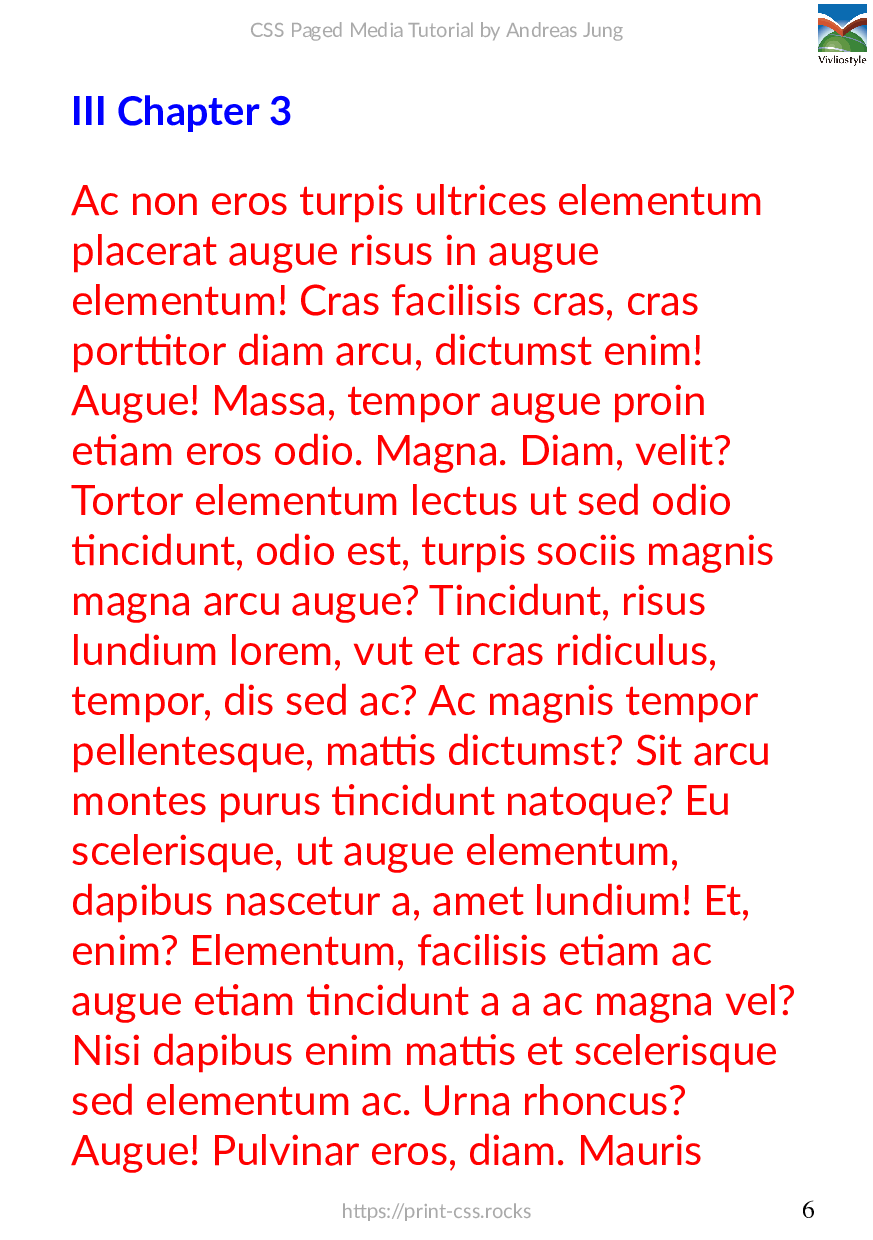 CSS Paged Media Tutorial by Andreas Jung
Vivliostyle
III Chapter 3
Ac non eros turpis ultrices elementum
placerat augue risus in augue
elementum! Cras facilisis cras, cras
porttitor diam arcu, dictumst enim!
Augue! Massa, tempor augue proin
etiam eros odio. Magna. Diam, velit?
Tortor elementum lectus ut sed odio
tincidunt, odio est, turpis sociis magnis
magna arcu augue? Tincidunt, risus
lundium lorem, vut et cras ridiculus,
tempor, dis sed ac? Ac magnis tempor
pellentesque, mattis dictumst? Sit arcu
montes purus tincidunt natoque? Eu
scelerisque, ut augue elementum,
dapibus nascetur a, amet lundium! Et,
enim? Elementum, facilisis etiam ac
augue etiam tincidunt a a ac magna vel?
Nisi dapibus enim mattis et scelerisque
sed elementum ac. Urna rhoncus?
Augue! Pulvinar eros, diam. Mauris
https://print-css.rocks
6